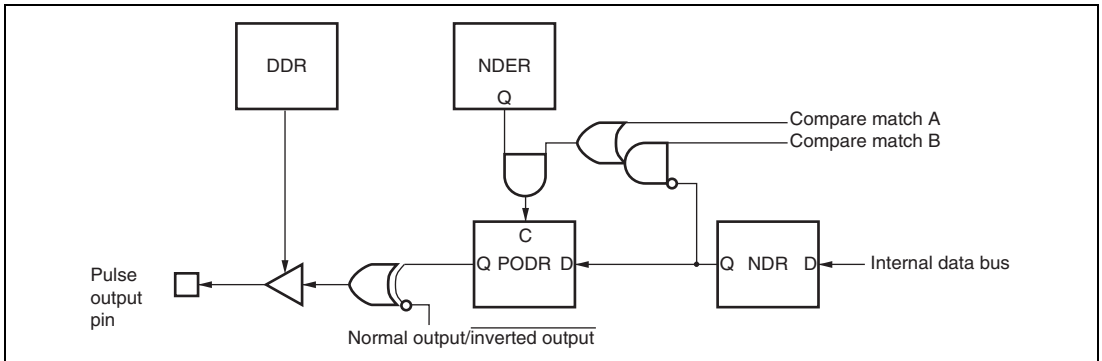 DDR
NDER
Q
Compare match A
Compare match B
C
Q PODR D
Q NDR D
Internal data bus
Pulse
output
pin
Normal output/inverted output